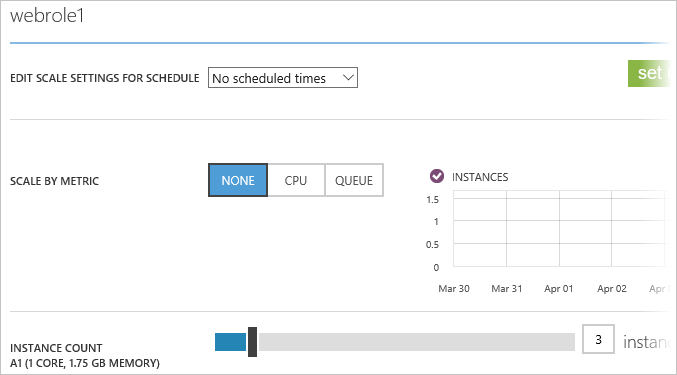 webrole1
EDIT SCALE SETTINGS FOR SCHEDULE No scheduled times set
SCALE BY METRIC NONE CPU QUEUE INSTANCES
1.5
1
0.5
0
Mar 30 Mar 31 Apr 01 Apr 02 Apr
INSTANCE COUNT 3
A1 (1 CORE, 1.75 GB MEMORY)